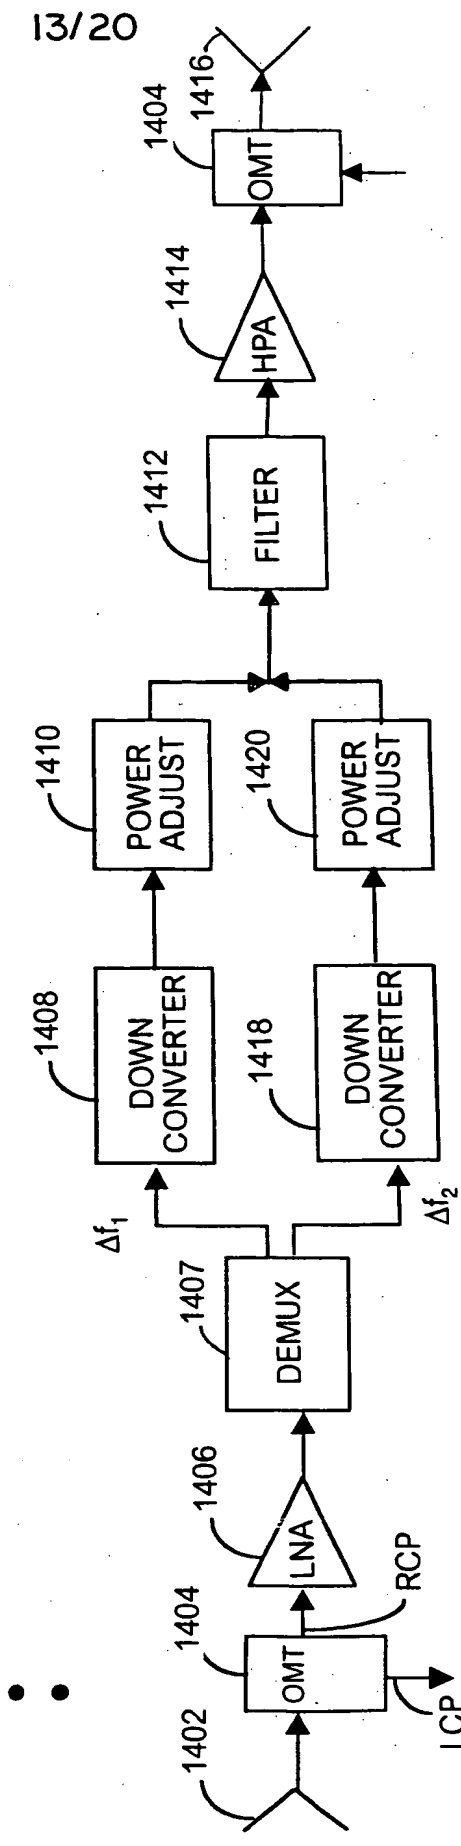 13/20
1402
1404
OMT
LCP
RCP
1406
LNA
1407
DEMUX
Δf₁
Δf₂
1408
DOWN
CONVERTER
1418
DOWN
CONVERTER
1410
POWER
ADJUST
1420
POWER
ADJUST
1412
FILTER
1414
HPA
1404
OMT
1416